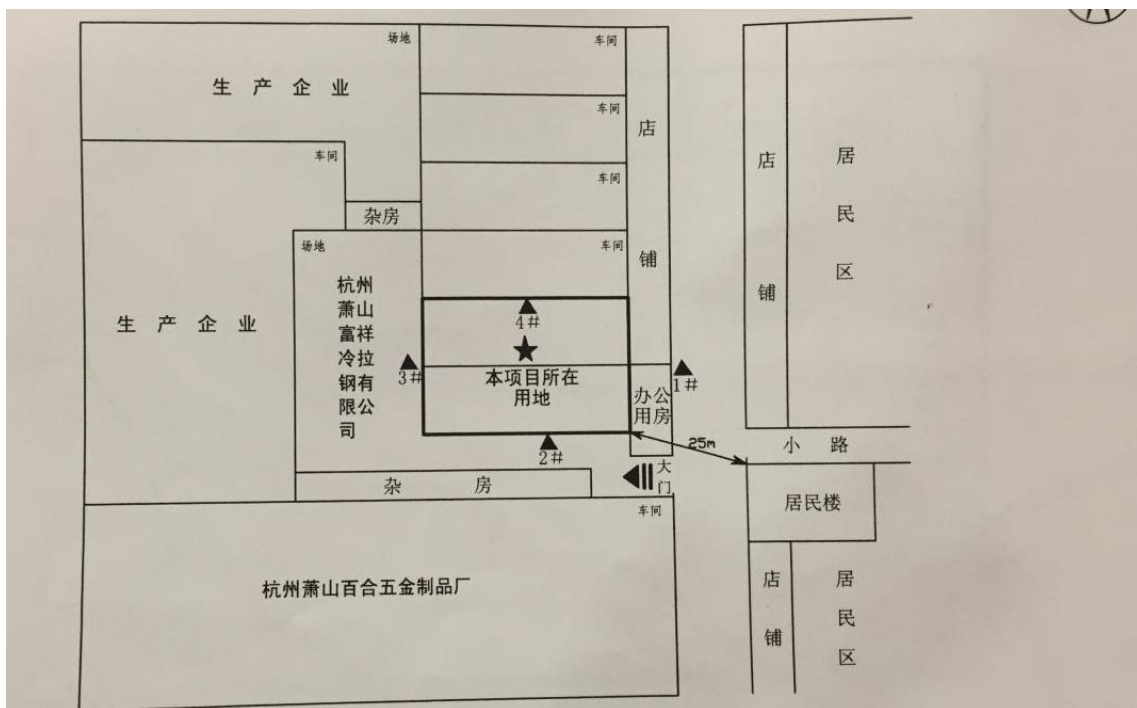 场地
车间
生产企业
车间
店铺
店铺
居民区
车间
车间
杂房
场地
车间
杭州
萧山
富祥
冷拉
钢有
限公
司
生产企业
4#
3#
本项目所在
用地
1#
办公
用房
2#
25m
小路
大门
杂房
居民楼
车间
杭州萧山百合五金制品厂
店铺
居民区